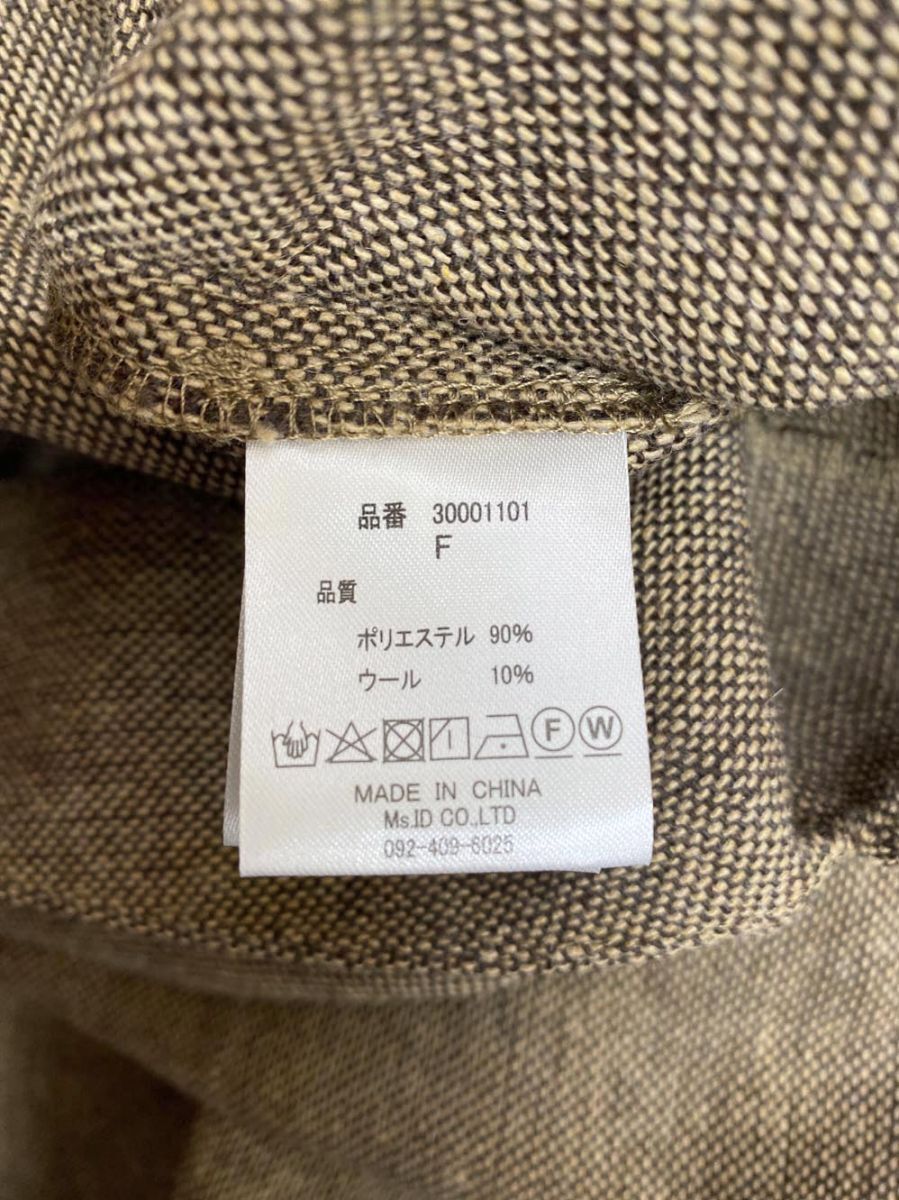 品番 30001101
F
品質
ポリエステル 90%
ウール 10%
F W
MADE IN CHINA
Ms.ID CO.,LTD
092-409-6025